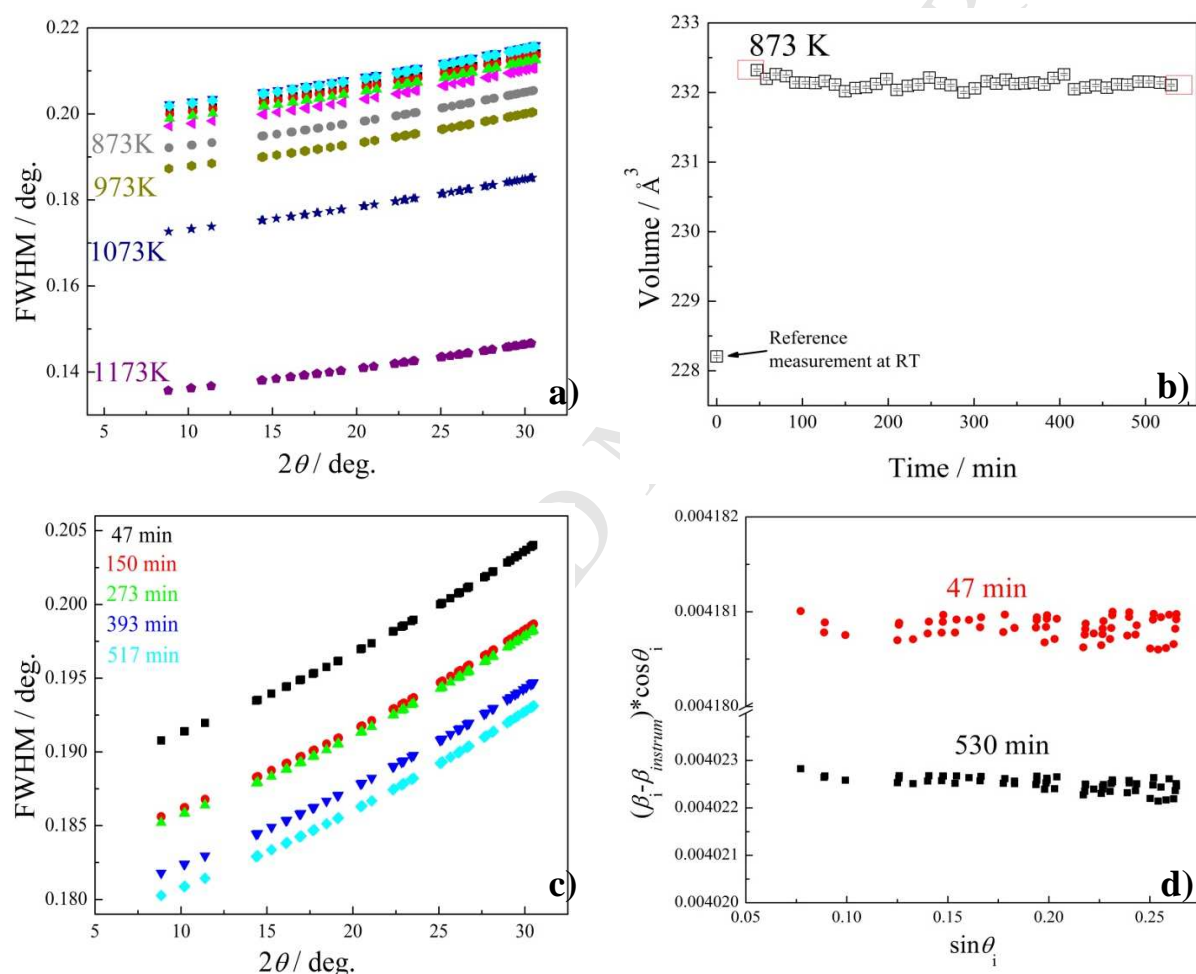 0.22
0.20
0.18
0.16
0.14
FWHM / deg.
873K
973K
1073K
1173K
5 10 15 20 25 30
2θ / deg.
a)
233
232
231
230
229
228
Volume / Å³
873 K
Reference
measurement at RT
0 100 200 300 400 500
Time / min
b)
0.205
0.200
0.195
0.190
0.185
0.180
FWHM / deg.
47 min
150 min
273 min
393 min
517 min
5 10 15 20 25 30
2θ / deg.
c)
0.004182
0.004181
0.004180
0.004023
0.004022
0.004021
0.004020
(βi-βinstrum)*cosθi
47 min
530 min
0.05 0.10 0.15 0.20 0.25
sinθi
d)